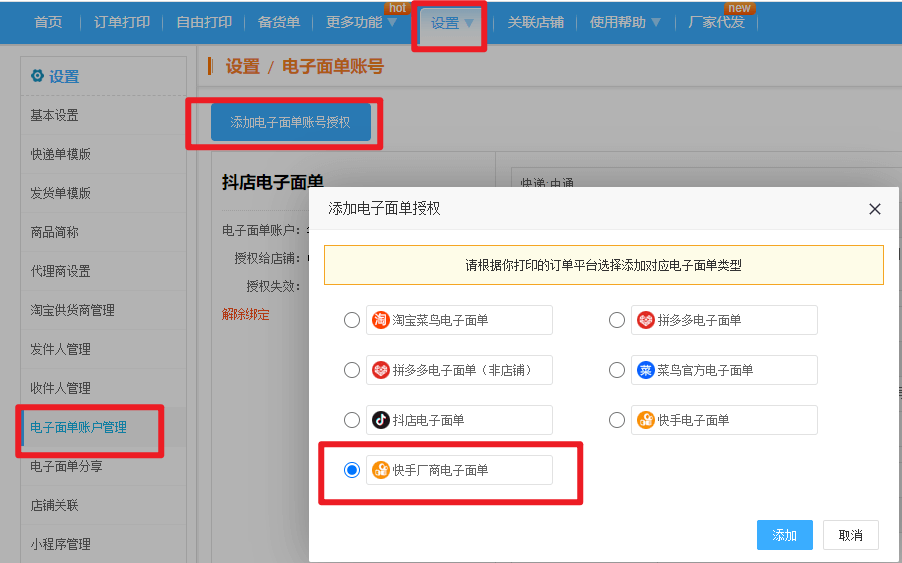 hot
new
首页
订单打印
自由打印
备货单
更多功能
设置
关联店铺
使用帮助
厂家代发
设置
设置 / 电子面单账号
基本设置
快递单模版
发货单模版
商品简称
代理商设置
淘宝供货商管理
发件人管理
收件人管理
电子面单账户管理
电子面单分享
店铺关联
小程序管理
添加电子面单账号授权
抖店电子面单
电子面单账户：
授权给店铺：
授权失效：
解除绑定
快递:中通
添加电子面单授权
请根据你打印的订单平台选择添加对应电子面单类型
淘 淘宝菜鸟电子面单
拼多多电子面单
拼多多电子面单（非店铺）
菜 菜鸟官方电子面单
抖店电子面单
快手电子面单
快手厂商电子面单
添加
取消